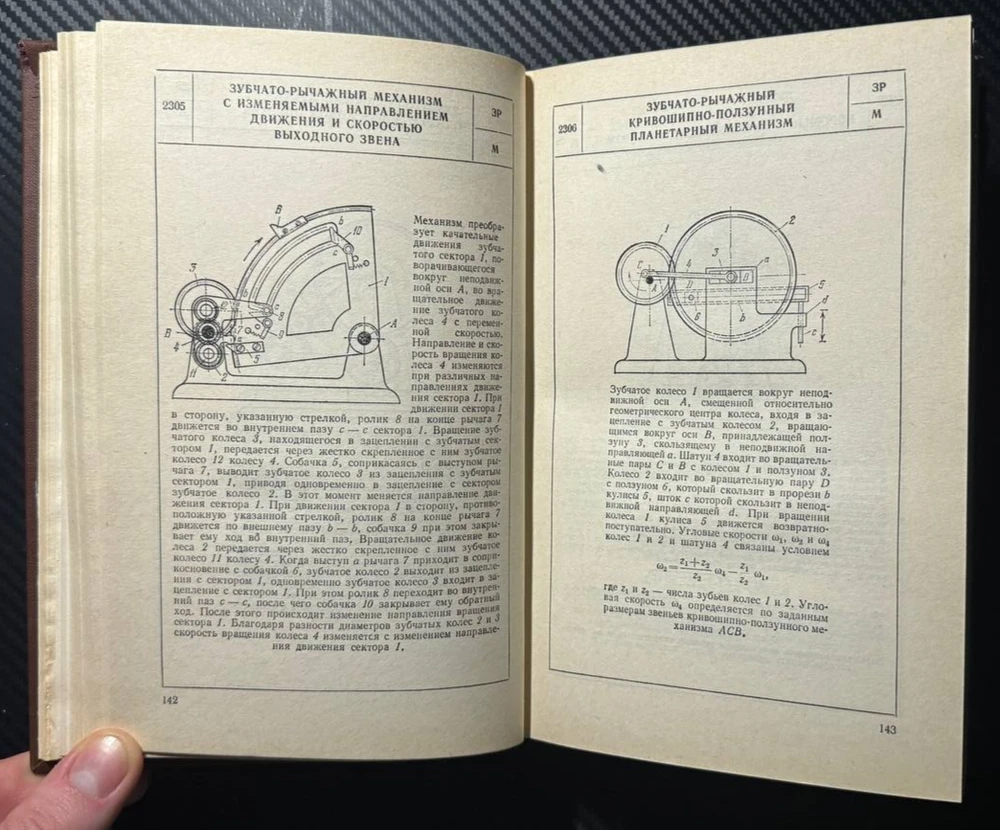 2305
ЗУБЧАТО-РЫЧАЖНЫЙ МЕХАНИЗМ
С ИЗМЕНЯЕМЫМИ НАПРАВЛЕНИЕМ
ДВИЖЕНИЯ И СКОРОСТЬЮ
ВЫХОДНОГО ЗВЕНА
ЗР
М
Механизм преобра-
зует качательные
движения зубча-
того сектора 1, по-
ворачивающегося
вокруг неподвиж-
ной оси А, во вра-
щательное движе-
ние зубчатого ко-
леса 4 с перемен-
ной скоростью.
Направление и ско-
рость вращения ко-
леса 4 изменяются
при различных на-
правлениях движе-
ния сектора 1. При
движении сектора 1
в сторону, указанную стрелкой, ролик 8 на конце рычага 7
движется во внутреннем пазу c — c сектора 1. Вращение зуб-
чатого колеса 3, находящегося в зацеплении с зубчатым сек-
тором 1, передается через жестко скрепленное с ним зубчатое
колесо 12 колесу 4. Собачка 5, соприкасаясь с выступом ры-
чага 7, выводит зубчатое колесо 3 из зацепления с зубчатым
сектором 1, приводя одновременно в зацепление с сектором
зубчатое колесо 2. В этот момент меняется направление дви-
жения сектора 1. При движении сектора 1 в сторону, противо-
положную указанной стрелкой, ролик 8 на конце рычага 7
движется по внешнему пазу b — b, собачка 9 при этом закры-
вает ему ход во внутренний паз, Вращательное движение ко-
леса 2 передается через жестко скрепленное с ним зубчатое
колесо 11 колесу 4. Когда выступ a рычага 7 приходит в сопри-
косновение с собачкой 6, зубчатое колесо 2 выходит из зацепле-
ния с сектором 1, одновременно зубчатое колесо 3 входит в за-
цепление с сектором 1. При этом ролик 8 переходит во внутрен-
ний паз c — c, после чего собачка 10 закрывает ему обратный
ход. После этого происходит изменение направления вращения
сектора 1. Благодаря разности диаметров зубчатых колес 2 и 3
скорость вращения колеса 4 изменяется с изменением направле-
ния движения сектора 1.
142
2306
ЗУБЧАТО-РЫЧАЖНЫЙ
КРИВОШИПНО-ПОЛЗУННЫЙ
ПЛАНЕТАРНЫЙ МЕХАНИЗМ
ЗР
М
Зубчатое колесо 1 вращается вокруг непод-
вижной оси А, смещенной относительно
геометрического центра колеса, входя в за-
цепление с зубчатым колесом 2, вращаю-
щимся вокруг оси В, принадлежащей пол-
зуну 3, скользящему в неподвижной на-
правляющей a. Шатун 4 входит во вращатель-
ные пары С и В с колесом 1 и ползуном 3.
Колесо 2 входит во вращательную пару D
с ползуном 6, который скользит в прорези b
кулисы 5, шток c которой скользит в непод-
вижной направляющей d. При вращении
колеса 1 кулиса 5 движется возвратно-
поступательно. Угловые скорости ω₁, ω₂ и ω₄
колес 1 и 2 и шатуна 4 связаны условием
ω₂ = (z₁ + z₂)/z₂ ω₄ — z₁/z₂ ω₁,
где z₁ и z₂ — числа зубьев колес 1 и 2. Угло-
вая скорость ω₄ определяется по заданным
размерам звеньев кривошипно-ползунного ме-
ханизма АСВ.
143